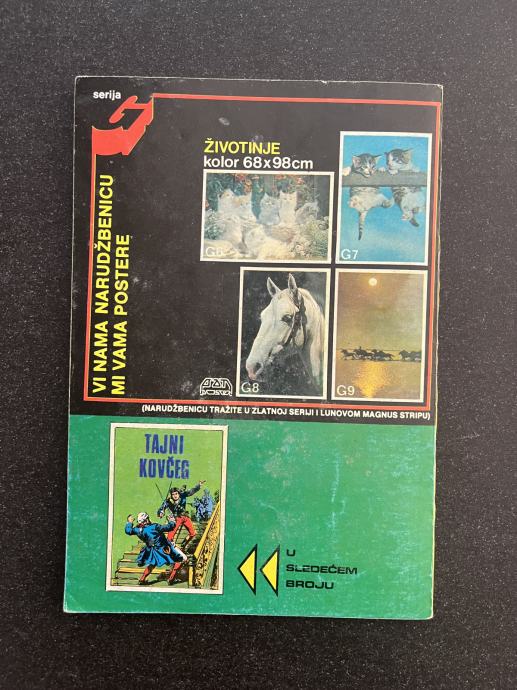 serija
G
VI NAMA NARUDŽBENICU
MI VAMA POSTERE
ŽIVOTINJE
kolor 68x98cm
G6
G7
G8
G9
(NARUDŽBENICU TRAŽITE U ZLATNOJ SERIJI I LUNOVOM MAGNUS STRIPU)
TAJNI
KOVČEG
U
SLEDEĆEM
BROJU